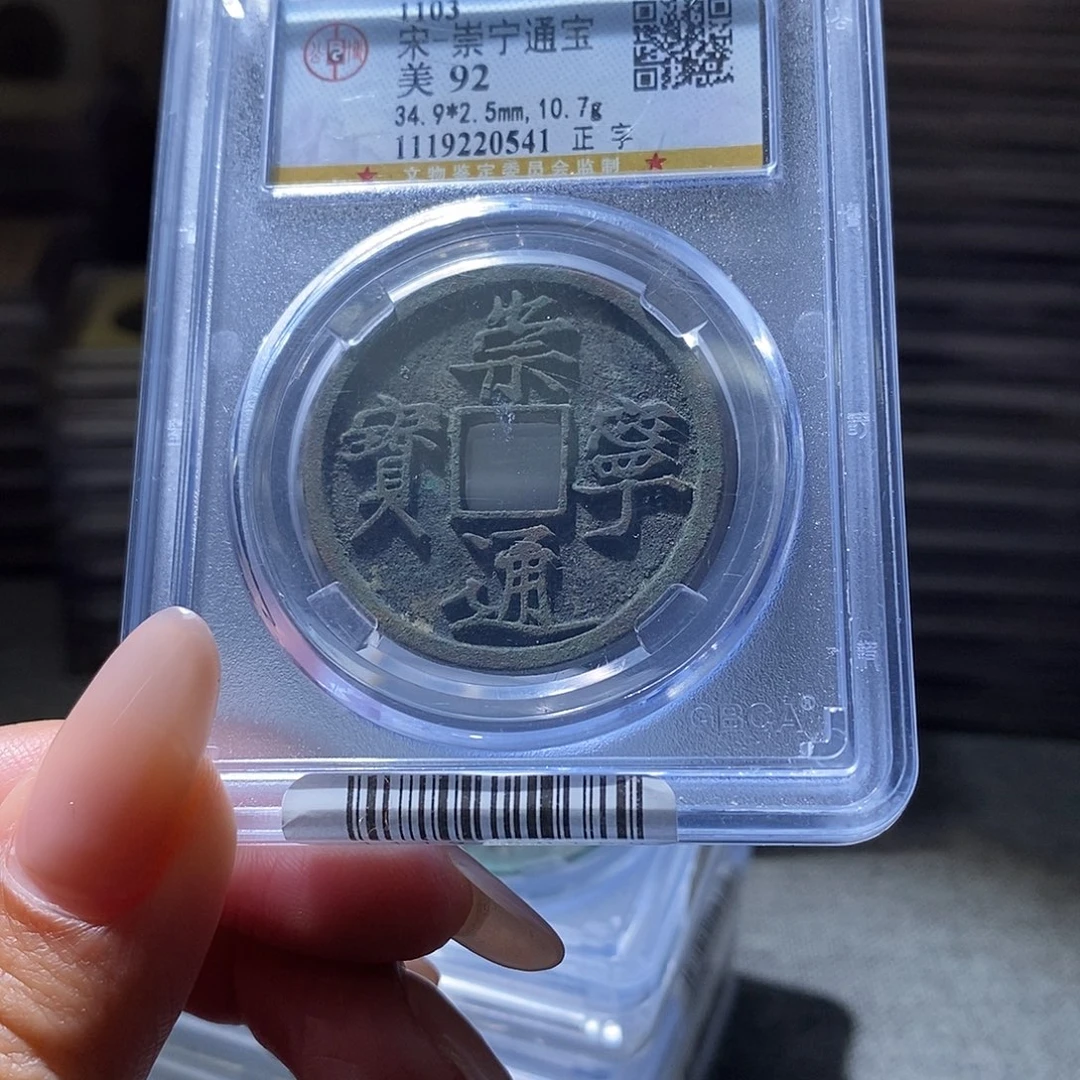 1103
宋-崇宁通宝
美 92
34.9*2.5mm, 10.7g
1119220541 正字
文物鉴定委员会监制
崇
寶 寧
通
GBCA®